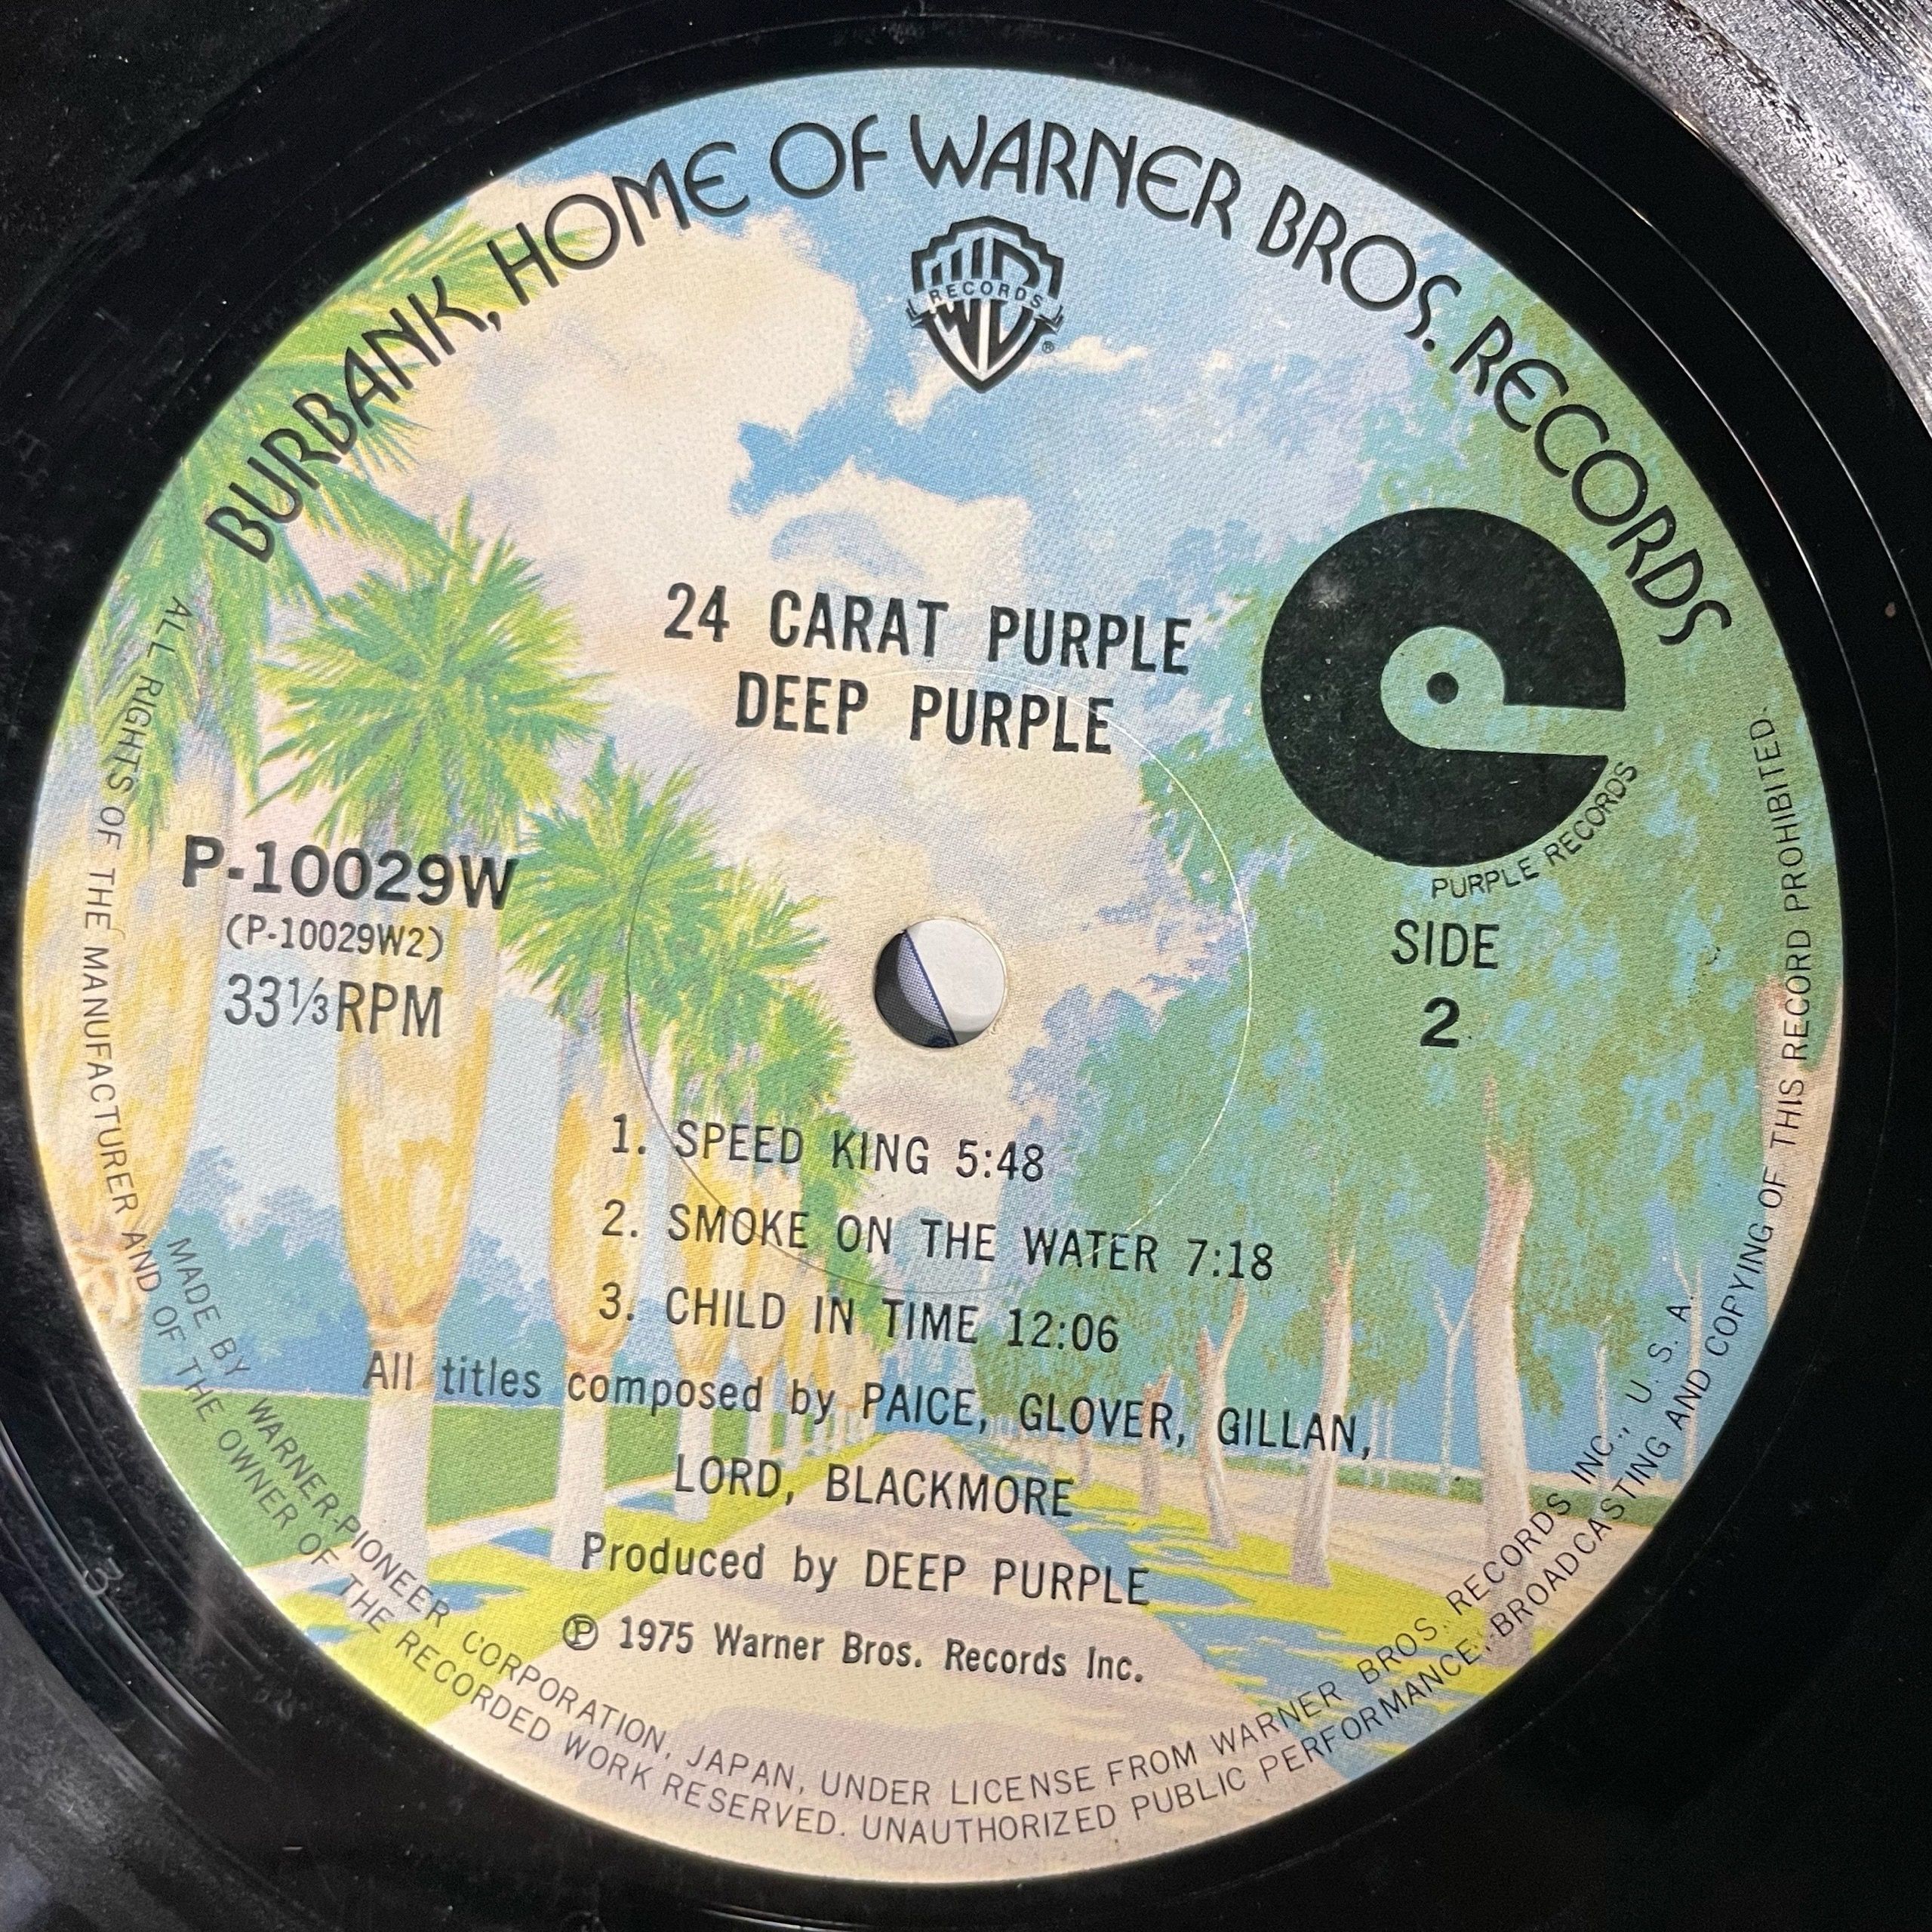 BURBANK, HOME OF WARNER BROS. RECORDS
RECORDS
®
24 CARAT PURPLE
DEEP PURPLE
PURPLE RECORDS
P-10029W
(P-10029W2)
33⅓RPM
SIDE
2
1. SPEED KING 5:48
2. SMOKE ON THE WATER 7:18
3. CHILD IN TIME 12:06
All titles composed by PAICE, GLOVER, GILLAN,
LORD, BLACKMORE
Produced by DEEP PURPLE
Ⓟ 1975 Warner Bros. Records Inc.
MADE BY WARNER-PIONEER CORPORATION, JAPAN, UNDER LICENSE FROM WARNER BROS. RECORDS INC., U. S. A.
ALL RIGHTS OF THE MANUFACTURER AND OF THE OWNER OF THE RECORDED WORK RESERVED. UNAUTHORIZED PUBLIC PERFORMANCE, BROADCASTING AND COPYING OF THIS RECORD PROHIBITED.